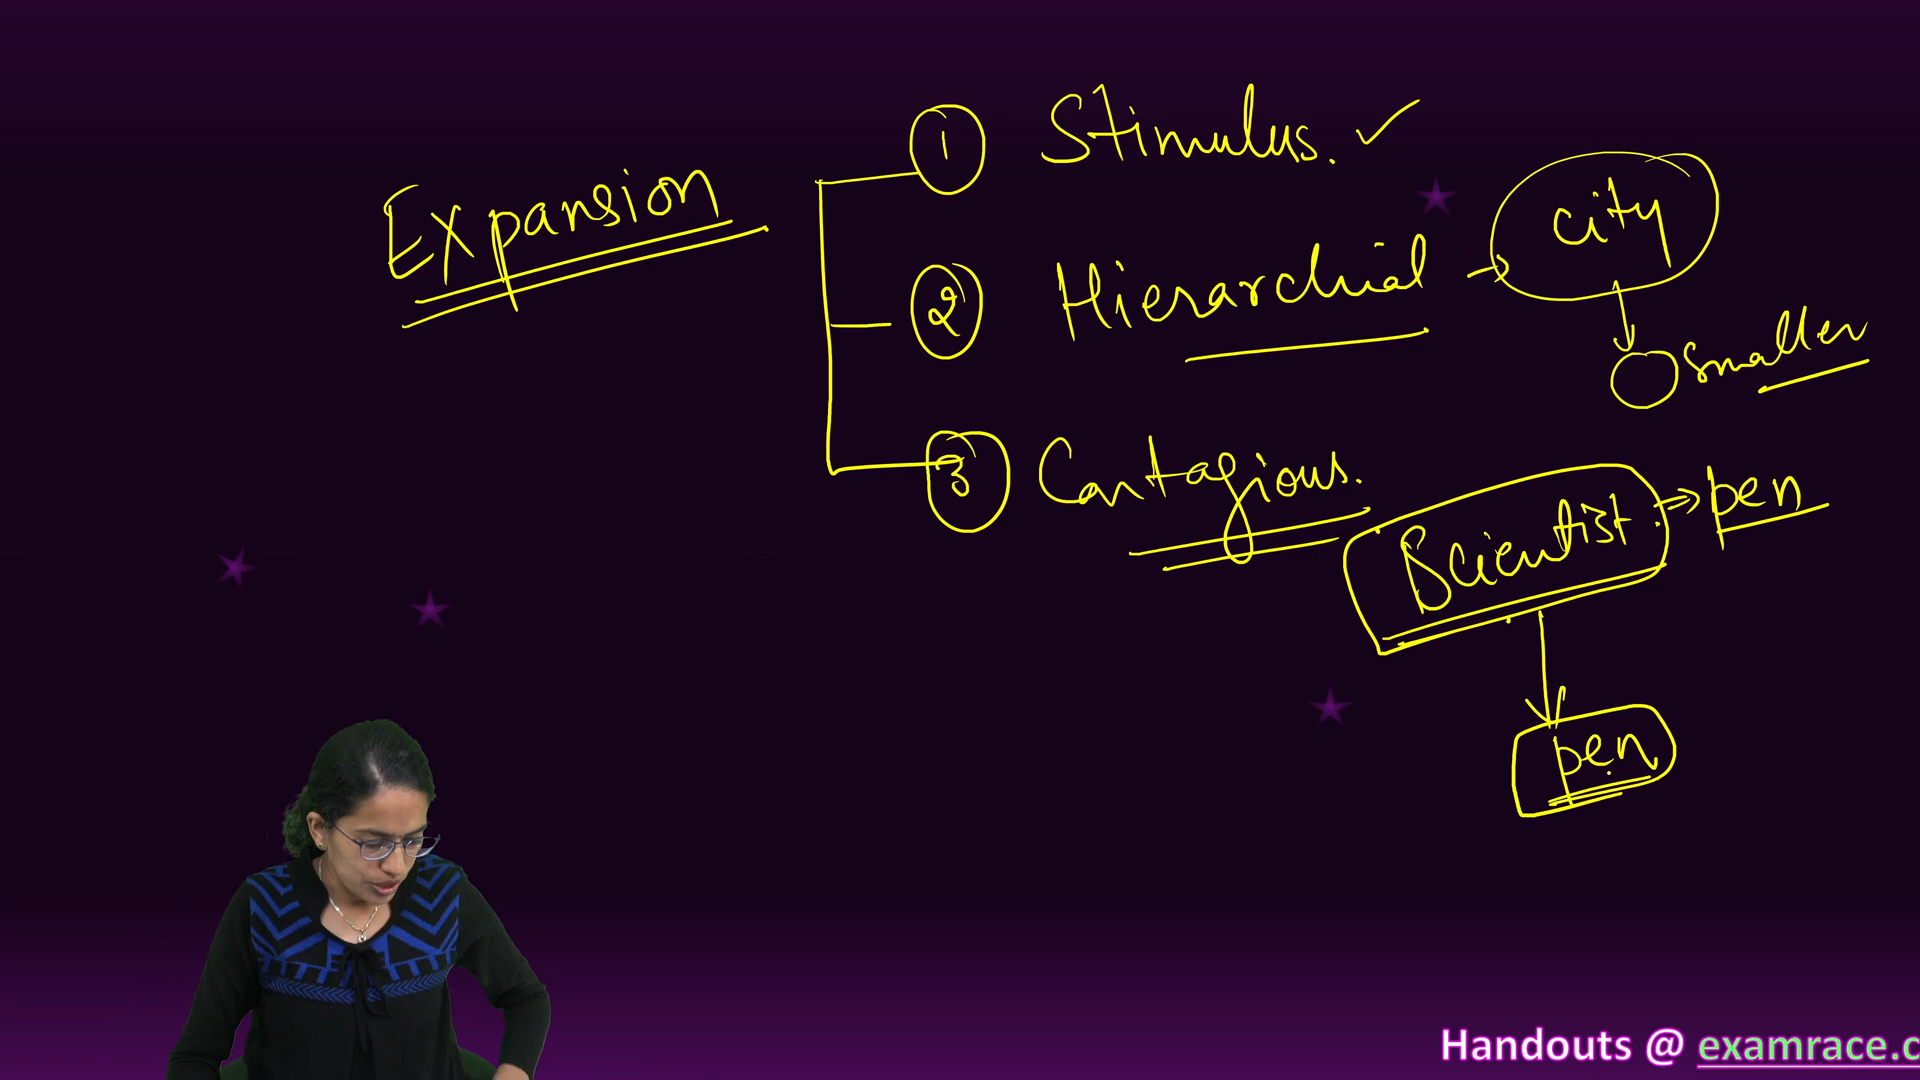 Expansion
1 Stimulus. ✓
2 Hierarchial → city
smaller
3 Contagious.
Scientist → pen
pen
Handouts @ examrace.c